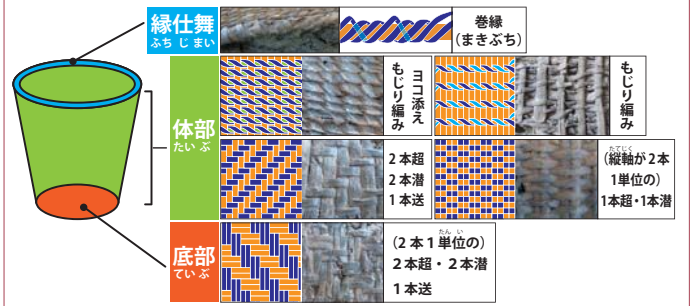 縁仕舞
ふちじまい
巻縁
(まきぶち)
体部
たいぶ
ヨコ添え
もじり編み
もじり編み
2本超
2本潜
1本送
たてじく
(縦軸が2本
1単位の)
1本超・1本潜
底部
ていぶ
たんい
(2本1単位の)
2本超・2本潜
1本送